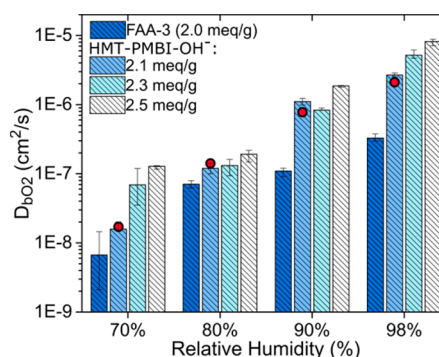 1E-5
1E-6
1E-7
1E-8
1E-9
D_bO2 (cm²/s)
FAA-3 (2.0 meq/g)
HMT-PMBI-OH⁻:
2.1 meq/g
2.3 meq/g
2.5 meq/g
70% 80% 90% 98%
Relative Humidity (%)